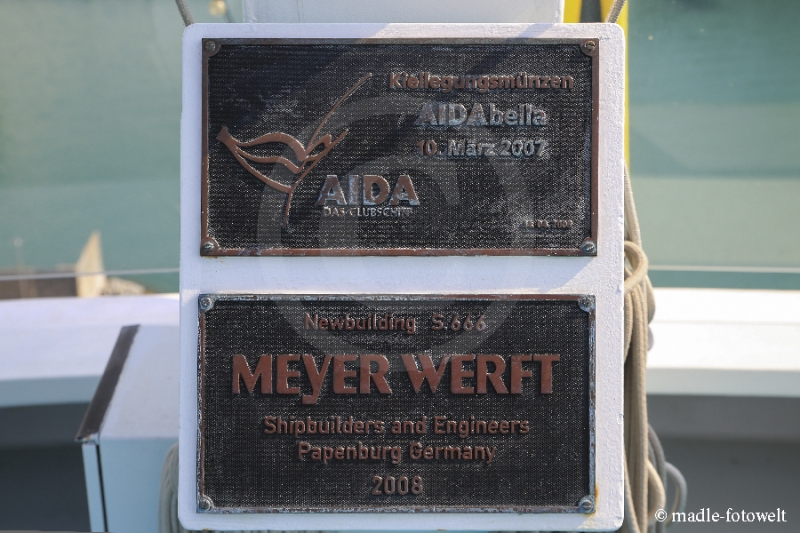 Kiellegungsmünzen
AIDAbella
10. März 2007
AIDA
DAS CLUBSCHIFF
Newbuilding S.666
MEYER WERFT
Shipbuilders and Engineers
Papenburg Germany
2008
© madle-fotowelt